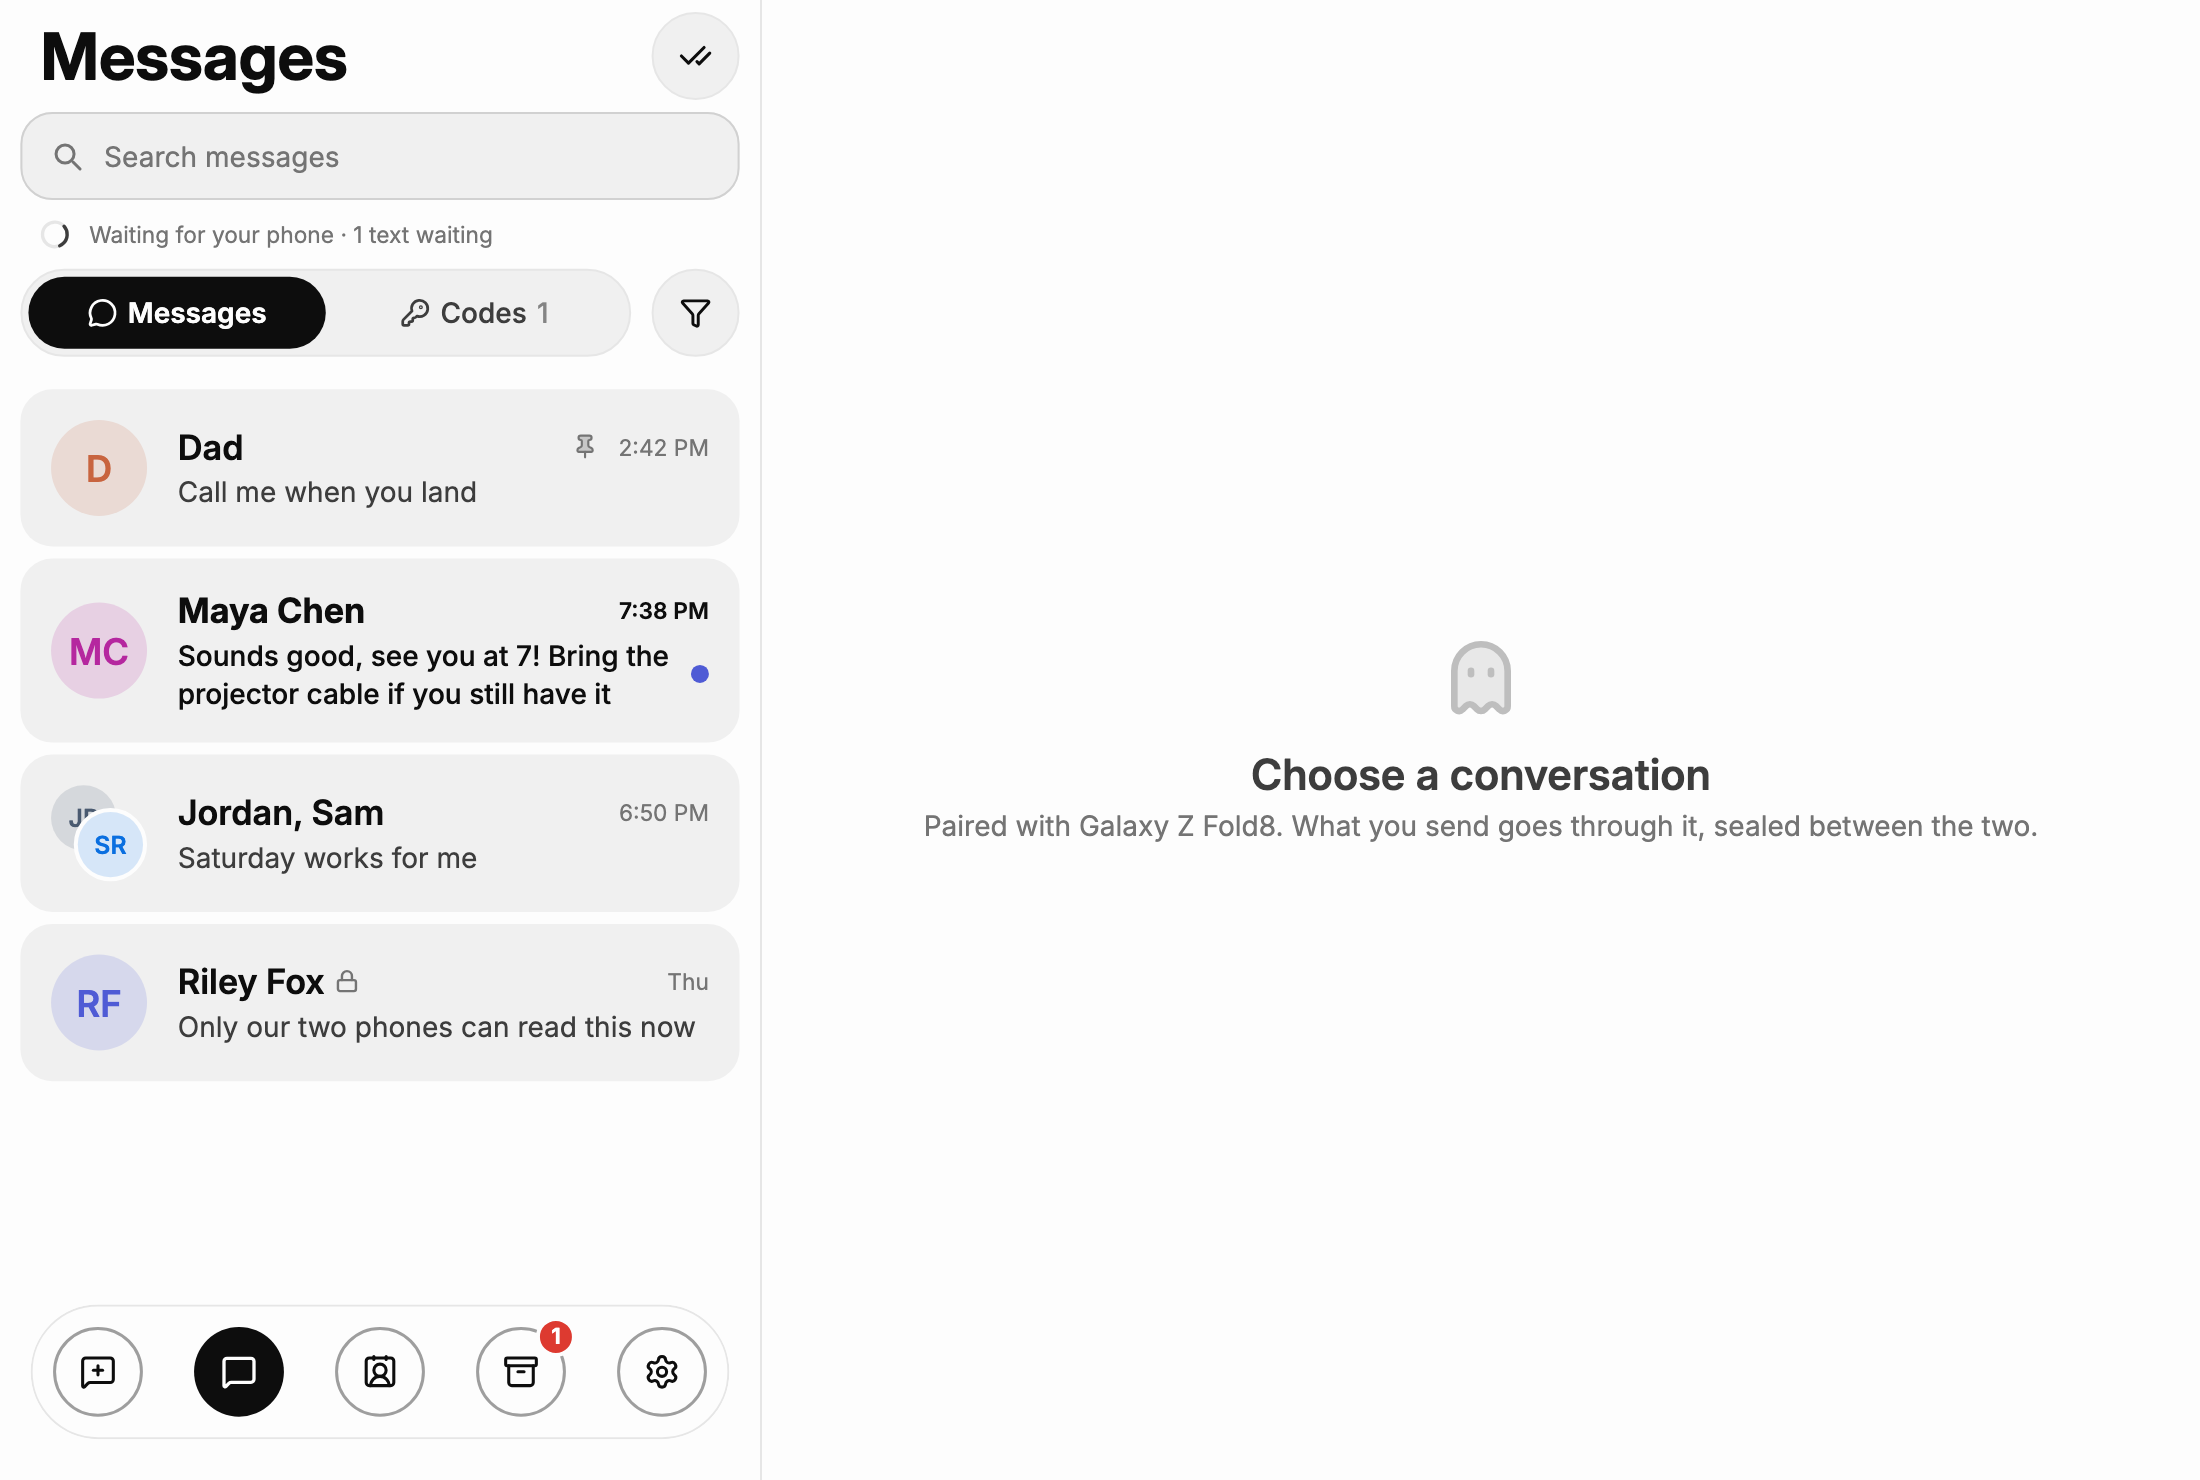 Messages
Search messages
Waiting for your phone · 1 text waiting
Messages
Codes 1
D
Dad
2:42 PM
Call me when you land
MC
Maya Chen
7:38 PM
Sounds good, see you at 7! Bring the
projector cable if you still have it
SR
Jordan, Sam
6:50 PM
Saturday works for me
RF
Riley Fox
Thu
Only our two phones can read this now
1
Choose a conversation
Paired with Galaxy Z Fold8. What you send goes through it, sealed between the two.